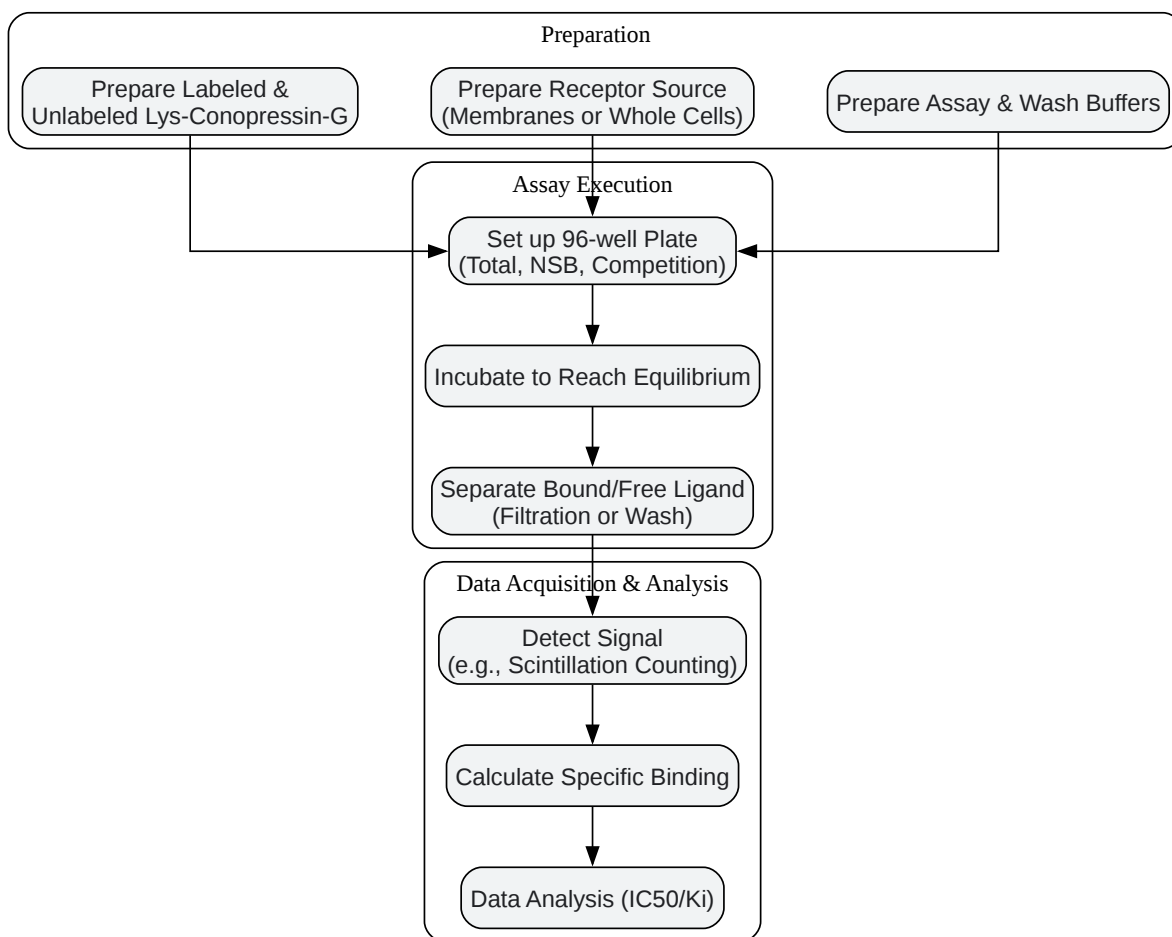 Preparation
Prepare Labeled &
Unlabeled Lys-Conopressin-G
Prepare Receptor Source
(Membranes or Whole Cells)
Prepare Assay & Wash Buffers
Assay Execution
Set up 96-well Plate
(Total, NSB, Competition)
Incubate to Reach Equilibrium
Separate Bound/Free Ligand
(Filtration or Wash)
Data Acquisition & Analysis
Detect Signal
(e.g., Scintillation Counting)
Calculate Specific Binding
Data Analysis (IC50/Ki)